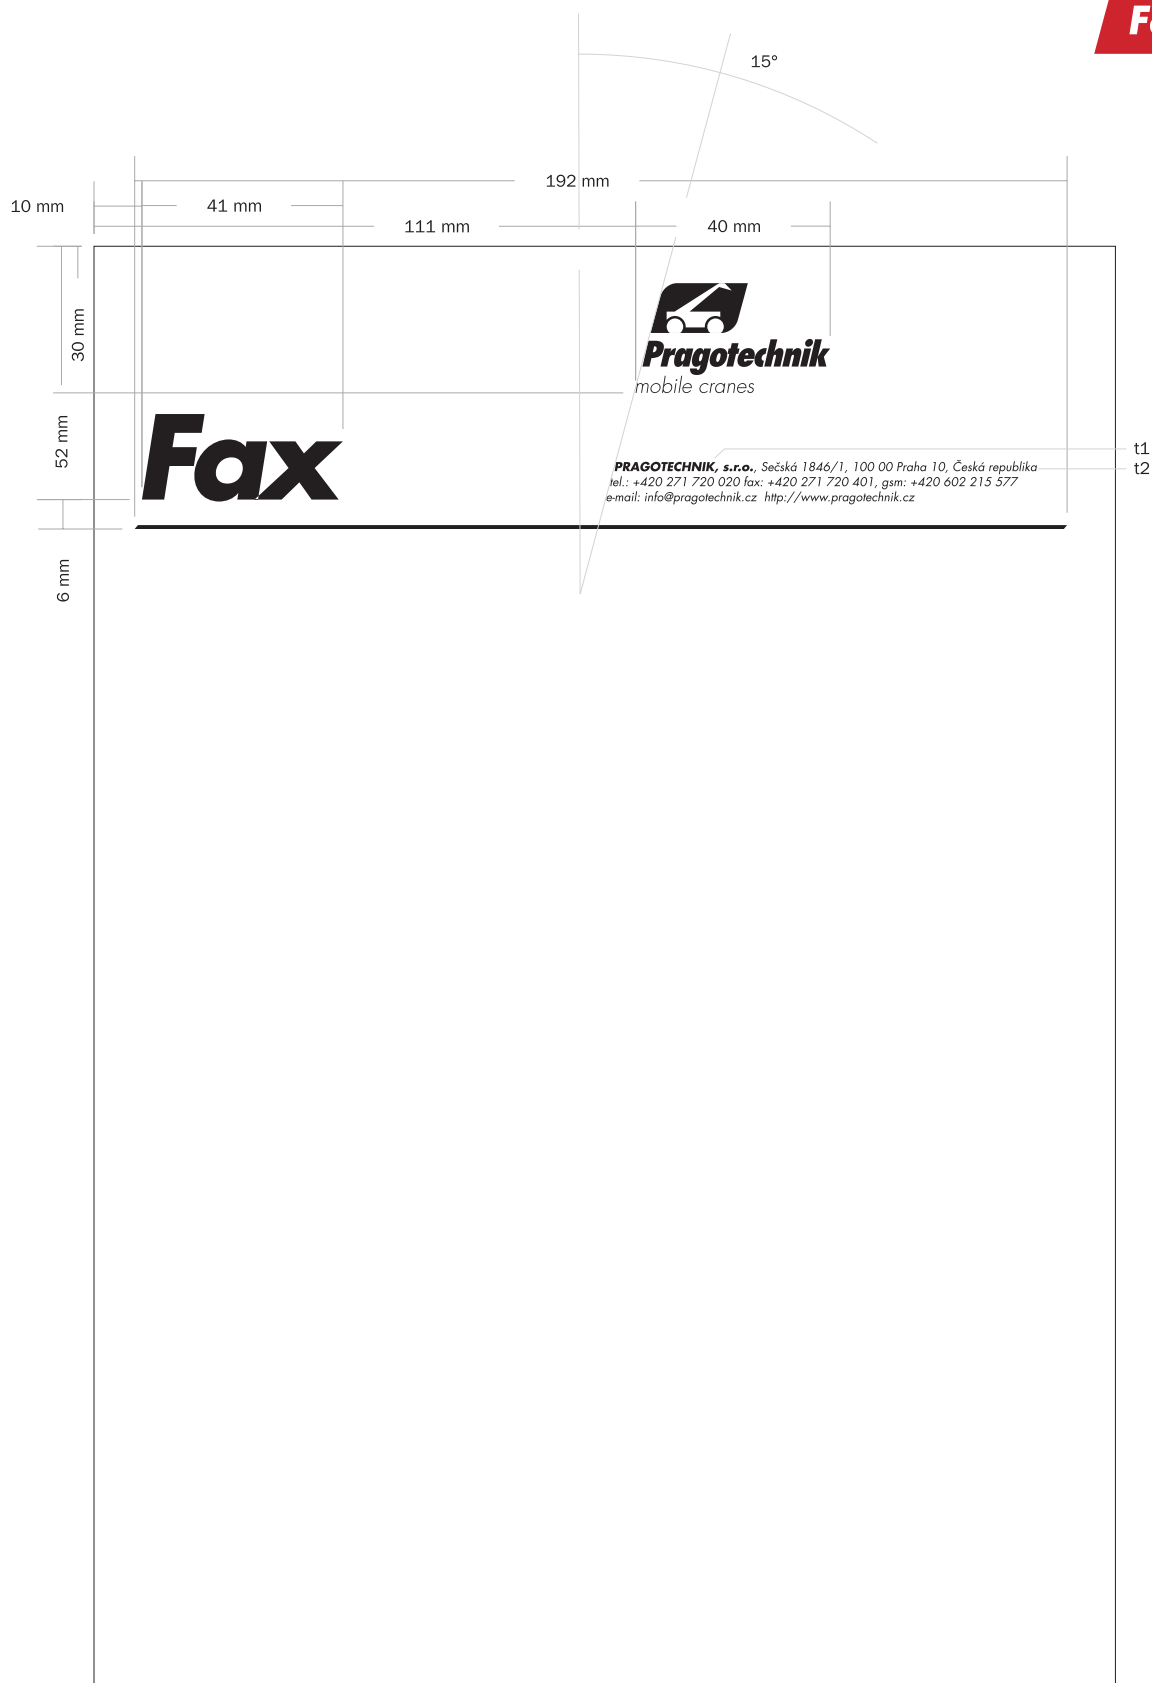 15°
192 mm
10 mm
41 mm
111 mm
40 mm
30 mm
Pragotechnik
mobile cranes
52 mm
Fax
t1
PRAGOTECHNIK, s.r.o., Sečská 1846/1, 100 00 Praha 10, Česká republika
t2
tel.: +420 271 720 020 fax: +420 271 720 401, gsm: +420 602 215 577
e-mail: info@pragotechnik.cz http://www.pragotechnik.cz
6 mm